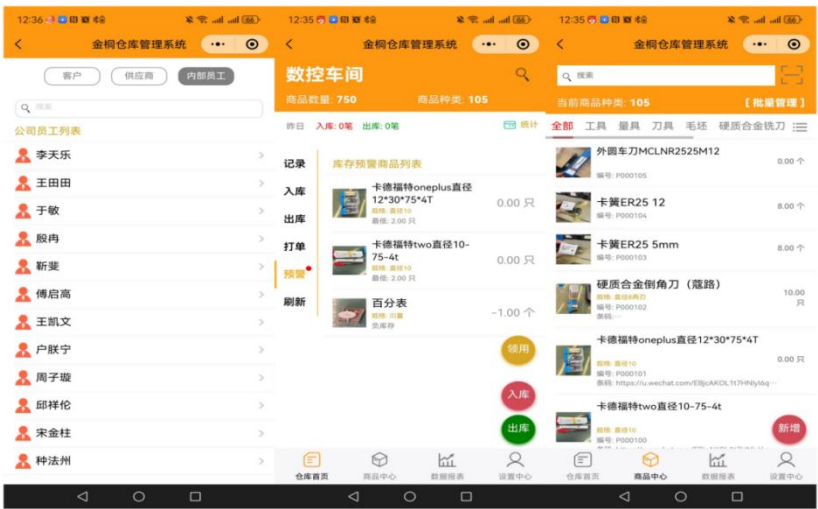 12:36
66
金桐仓库管理系统
客户
供应商
内部员工
搜索
公司员工列表
李天乐
王田田
于敏
殷冉
靳斐
傅启高
王凯文
户朕宁
周子璇
邱祥伦
宋金柱
种法州
12:35
66
金桐仓库管理系统
数控车间
商品数量: 750 商品种类: 105
昨日 入库: 0笔 出库: 0笔 统计
记录
入库
出库
打单
预警
刷新
库存预警商品列表
卡德福特oneplus直径
12*30*75*4T
规格: 直径10
最低: 2.00 只
0.00 只
卡德福特two直径10-
75-4t
规格: 直径10
最低: 2.00 只
0.00 只
百分表
负库存
-1.00 个
领用
入库
出库
仓库首页
商品中心
数据报表
设置中心
12:35
66
金桐仓库管理系统
搜索
当前商品种类: 105 【批量管理】
全部 工具 量具 刀具 毛坯 硬质合金铣刀
外圆车刀MCLNR2525M12
编号: P000105
0.00 个
卡簧ER25 12
编号: P000104
8.00 个
卡簧ER25 5mm
编号: P000103
8.00 个
硬质合金倒角刀（蔻路）
编号: P000102
条码:
10.00
只
卡德福特oneplus直径12*30*75*4T
规格: 直径10
编号: P000101
0.00 只
卡德福特two直径10-75-4t
规格: 直径10
编号: P000100
新增
仓库首页
商品中心
数据报表
设置中心